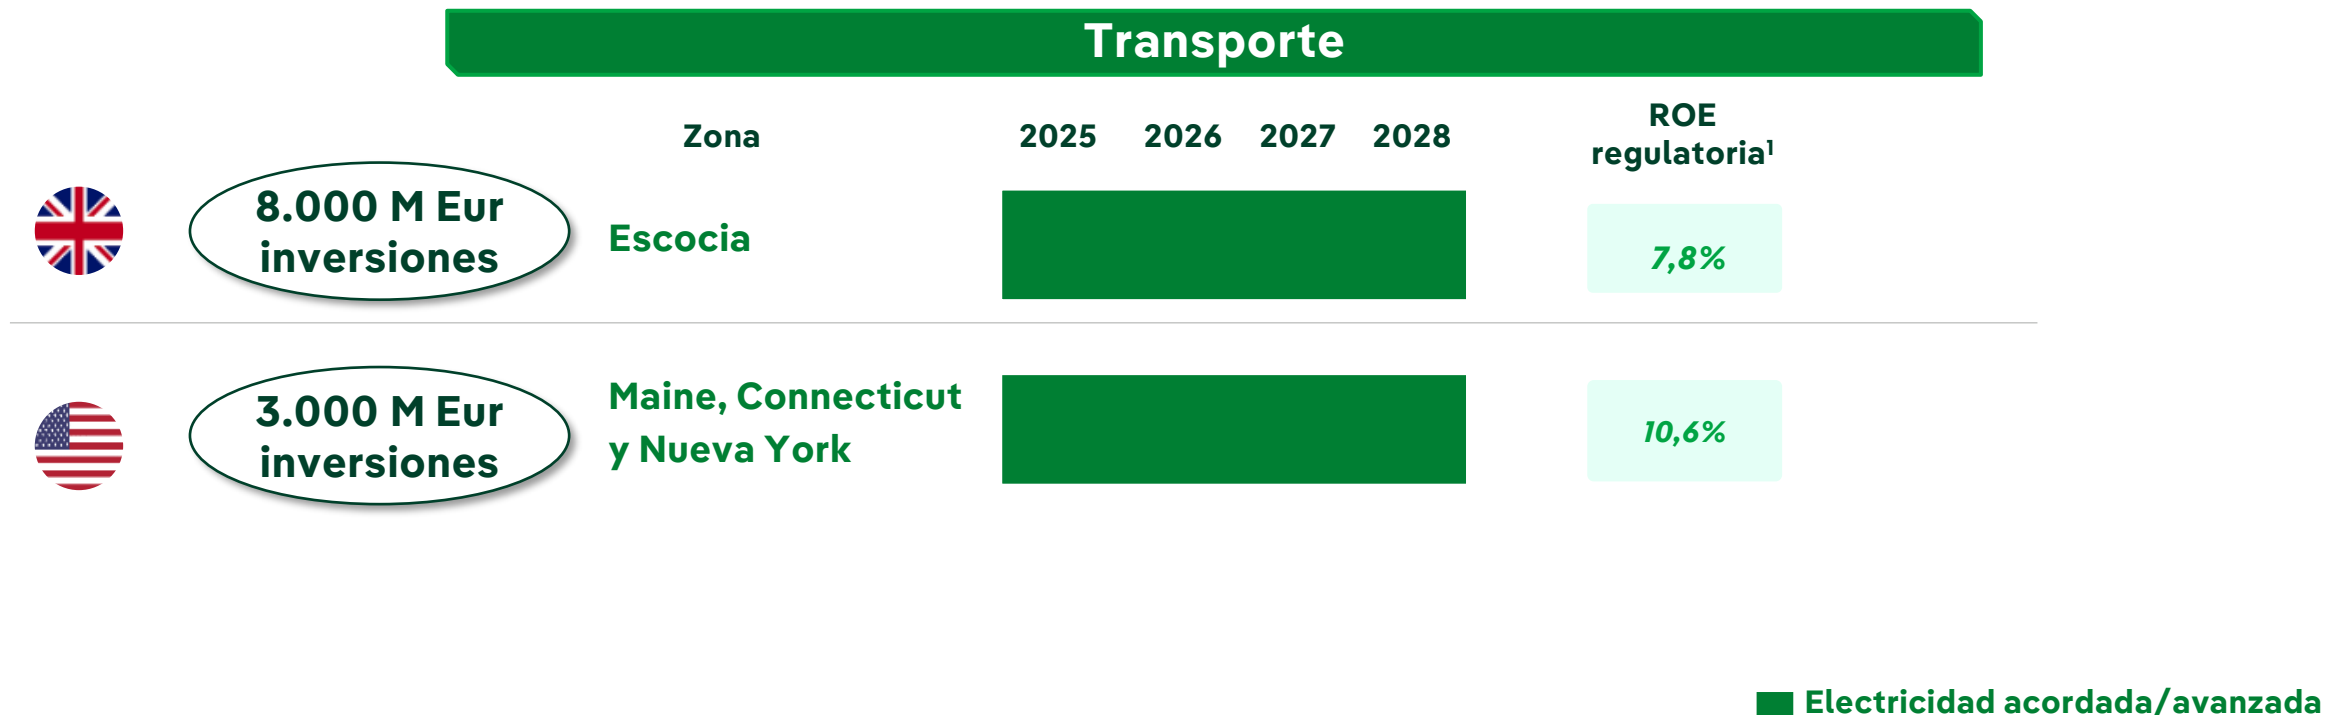 Transporte
Zona
2025 2026 2027 2028
ROE
regulatoria¹
8.000 M Eur
inversiones
Escocia
7,8%
3.000 M Eur
inversiones
Maine, Connecticut
y Nueva York
10,6%
Electricidad acordada/avanzada